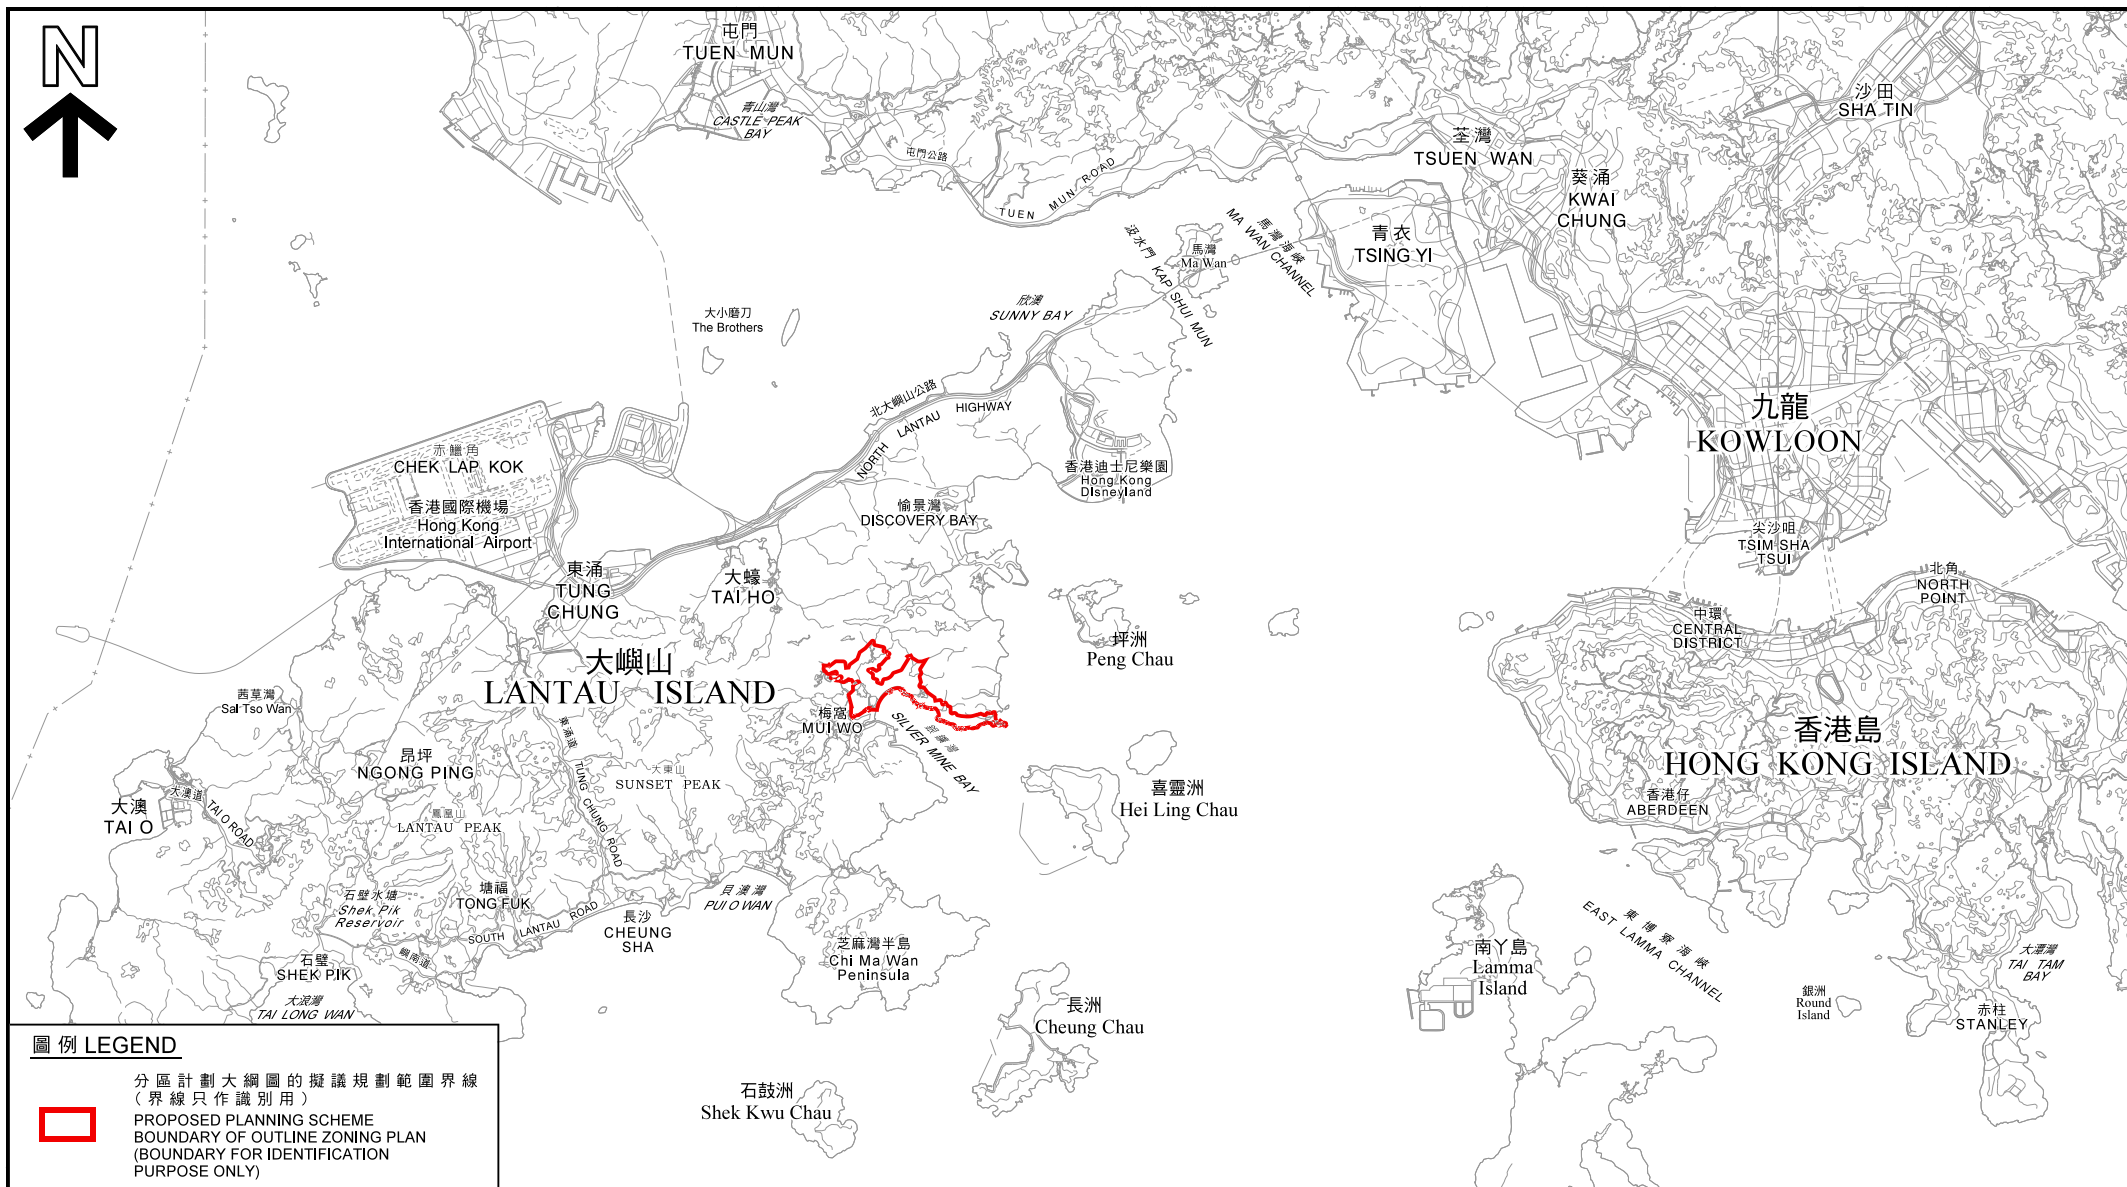 N
屯門
TUEN MUN
青山灣
CASTLE PEAK
BAY
屯門公路
TUEN MUN ROAD
沙田
SHA TIN
荃灣
TSUEN WAN
葵涌
KWAI
CHUNG
青衣
TSING YI
馬灣
Ma Wan
馬灣海峽
MA WAN CHANNEL
汲水門 KAP SHUI MUN
欣澳
SUNNY BAY
大小磨刀
The Brothers
北大嶼山公路
NORTH LANTAU HIGHWAY
九龍
KOWLOON
赤鱲角
CHEK LAP KOK
香港國際機場
Hong Kong
International Airport
香港迪士尼樂園
Hong Kong
Disneyland
愉景灣
DISCOVERY BAY
尖沙咀
TSIM SHA
TSUI
東涌
TUNG
CHUNG
大蠔
TAI HO
北角
NORTH
POINT
中環
CENTRAL
DISTRICT
坪洲
Peng Chau
大嶼山
LANTAU ISLAND
茜草灣
Sai Tso Wan
梅窩
MUI WO
銀礦灣
SILVER MINE BAY
香港島
HONG KONG ISLAND
昂坪
NGONG PING
東涌道
TUNG CHUNG ROAD
大東山
SUNSET PEAK
喜靈洲
Hei Ling Chau
香港仔
ABERDEEN
大澳
TAI O
大澳道
TAI O ROAD
鳳凰山
LANTAU PEAK
石壁水塘
Shek Pik
Reservoir
塘福
TONG FUK
貝澳灣
PUI O WAN
長沙
CHEUNG
SHA
SOUTH LANTAU ROAD
嶼南道
石壁
SHEK PIK
大浪灣
TAI LONG WAN
芝麻灣半島
Chi Ma Wan
Peninsula
南丫島
Lamma
Island
東博寮海峽
EAST LAMMA CHANNEL
大潭灣
TAI TAM
BAY
銀洲
Round
Island
赤柱
STANLEY
長洲
Cheung Chau
石鼓洲
Shek Kwu Chau
圖例 LEGEND
分區計劃大綱圖的擬議規劃範圍界線
(界線只作識別用)
PROPOSED PLANNING SCHEME
BOUNDARY OF OUTLINE ZONING PLAN
(BOUNDARY FOR IDENTIFICATION
PURPOSE ONLY)